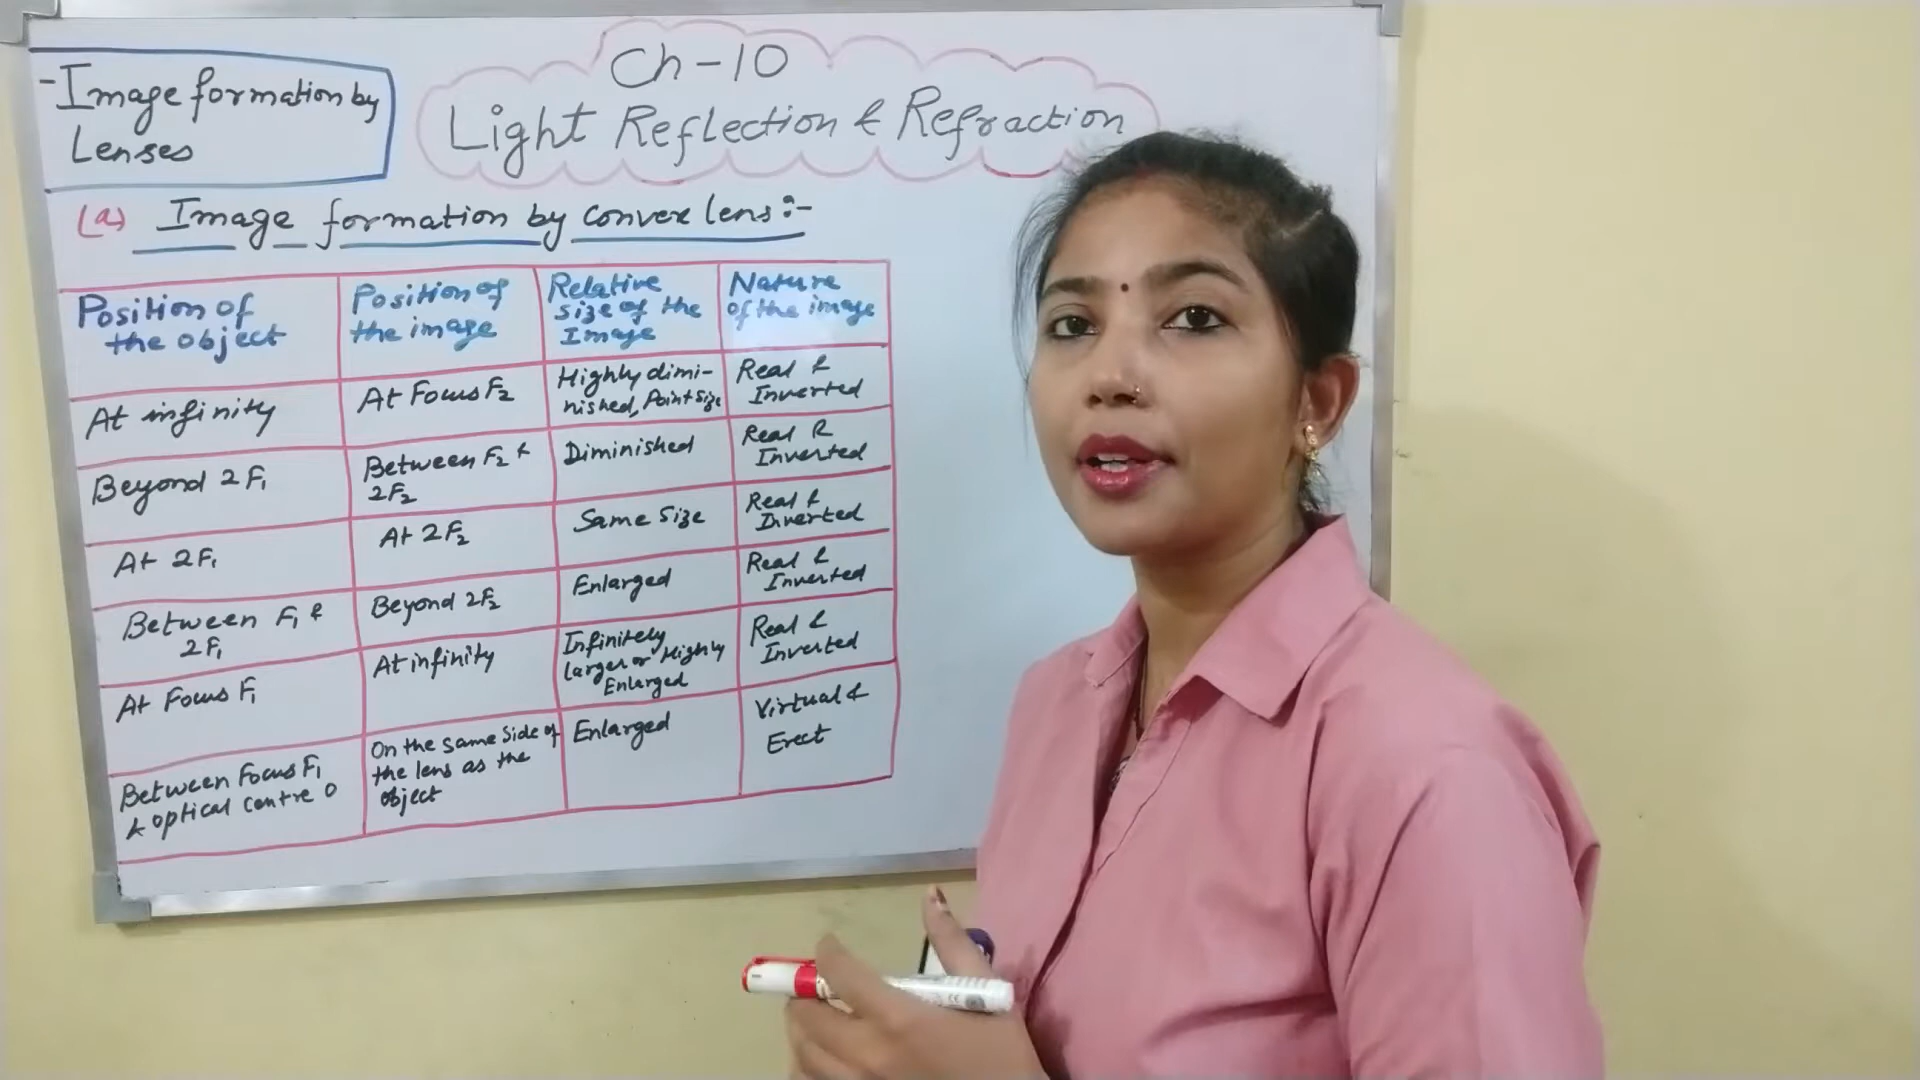 - Image formation by
Lenses
Ch-10
Light Reflection & Refraction
(a) Image formation by convex lens:-
Position of
the object
Position of
the image
Relative
size of the
Image
Nature
of the image
At infinity
At Focus F2
Highly dimi-
nished, Point Size
Real &
Inverted
Beyond 2F1
Between F2 &
2F2
Diminished
Real &
Inverted
At 2F1
At 2F2
Same Size
Real &
Inverted
Between F1 &
2F1
Beyond 2F2
Enlarged
Real &
Inverted
At Focus F1
At infinity
Infinitely
larger or Highly
Enlarged
Real &
Inverted
Between Focus F1
& optical centre O
On the same side of
the lens as the
object
Enlarged
Virtual &
Erect